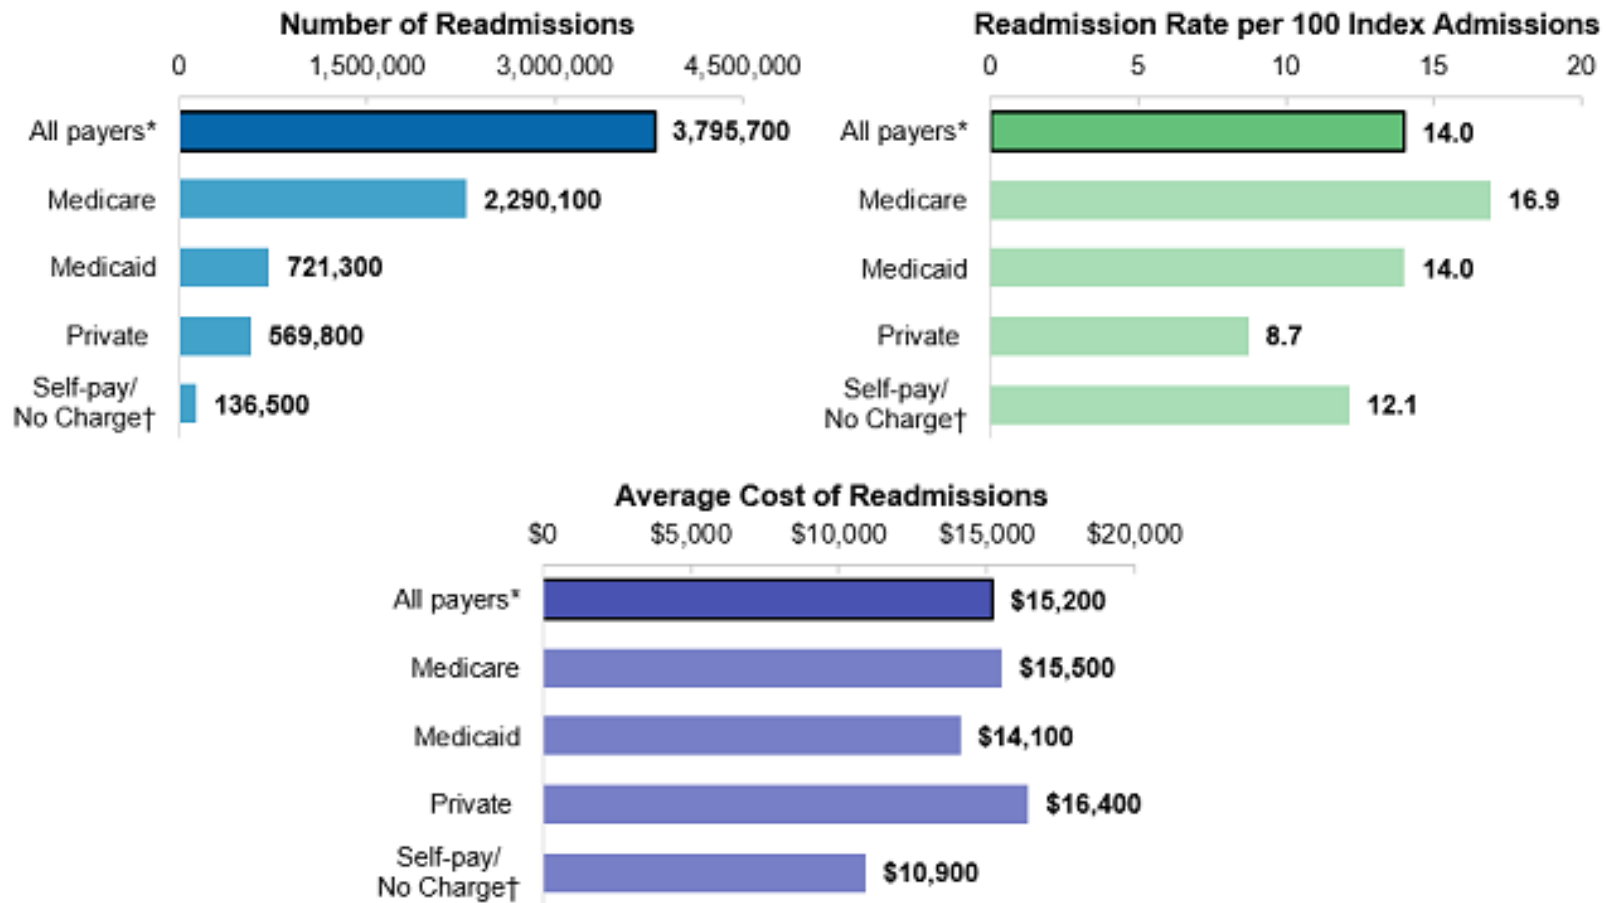 Number of Readmissions
0 1,500,000 3,000,000 4,500,000
All payers* 3,795,700
Medicare 2,290,100
Medicaid 721,300
Private 569,800
Self-pay/
No Charge† 136,500
Readmission Rate per 100 Index Admissions
0 5 10 15 20
All payers* 14.0
Medicare 16.9
Medicaid 14.0
Private 8.7
Self-pay/
No Charge† 12.1
Average Cost of Readmissions
$0 $5,000 $10,000 $15,000 $20,000
All payers* $15,200
Medicare $15,500
Medicaid $14,100
Private $16,400
Self-pay/
No Charge† $10,900